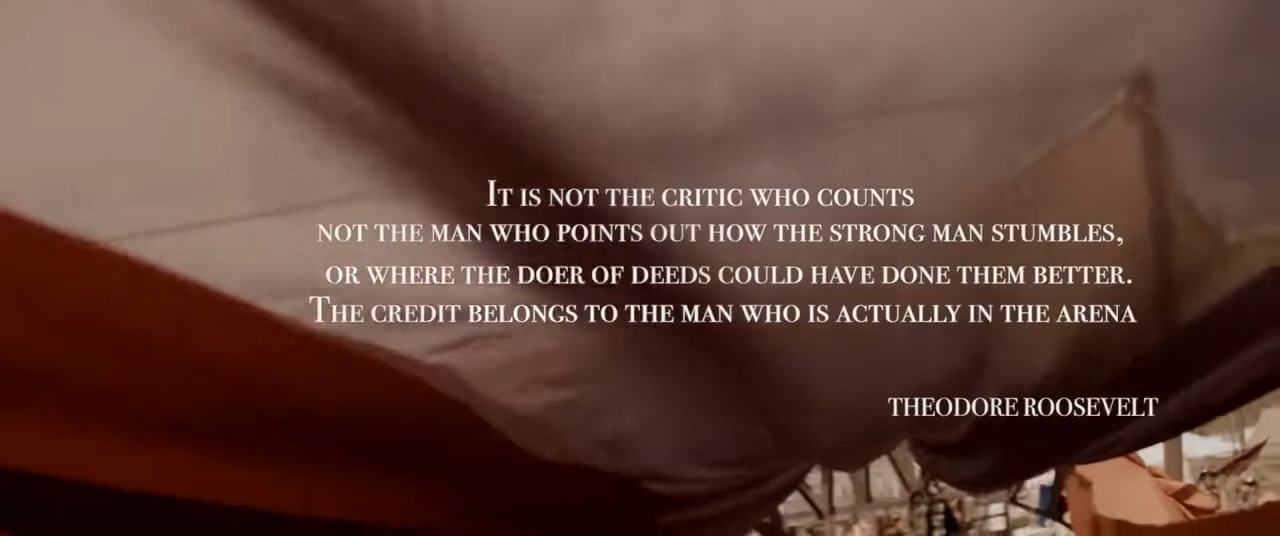 It is not the critic who counts
not the man who points out how the strong man stumbles,
or where the doer of deeds could have done them better.
The credit belongs to the man who is actually in the arena
THEODORE ROOSEVELT